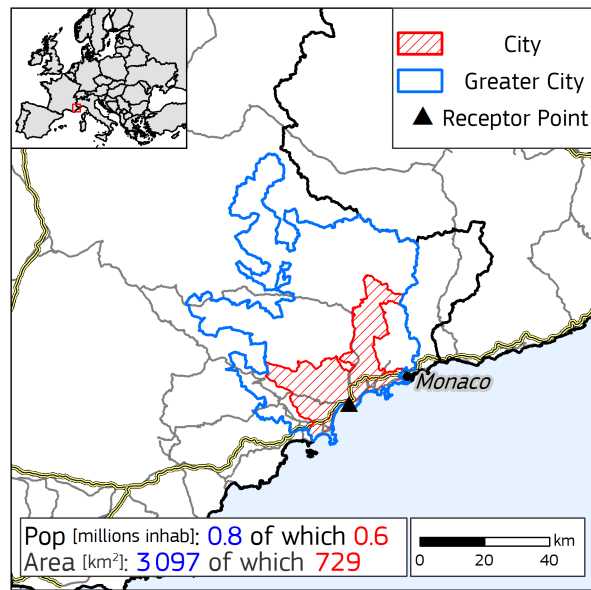 City
Greater City
Receptor Point
Monaco
Pop [millions inhab]: 0.8 of which 0.6
Area [km²]: 3 097 of which 729
km
0 20 40